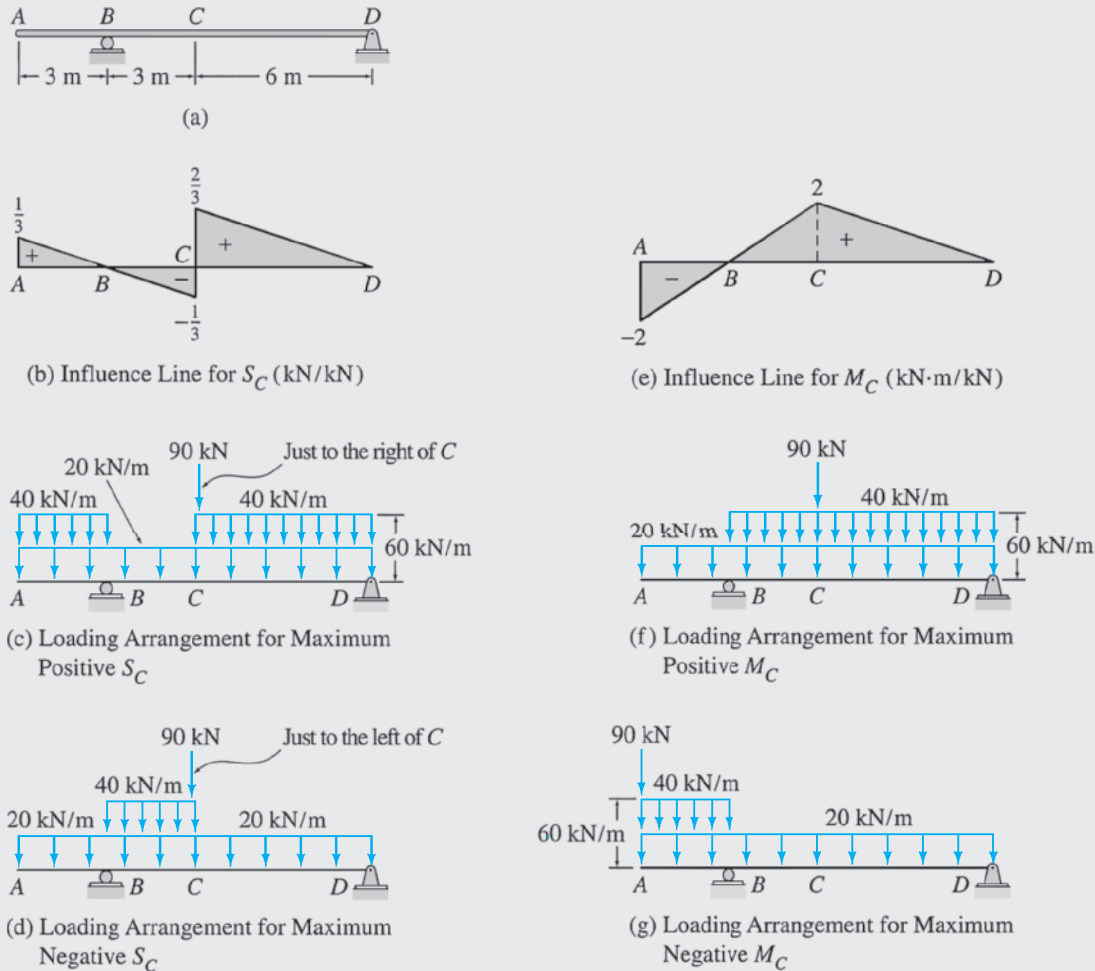 A B C D
3 m 3 m 6 m
(a)
2/3
1/3
+ C +
A B − D
−1/3
(b) Influence Line for S_C (kN/kN)
2
A +
− B C D
−2
(e) Influence Line for M_C (kN·m/kN)
90 kN Just to the right of C
20 kN/m
40 kN/m 40 kN/m
60 kN/m
A B C D
(c) Loading Arrangement for Maximum
Positive S_C
90 kN
40 kN/m
20 kN/m 60 kN/m
A B C D
(f) Loading Arrangement for Maximum
Positive M_C
90 kN Just to the left of C
40 kN/m
20 kN/m 20 kN/m
A B C D
(d) Loading Arrangement for Maximum
Negative S_C
90 kN
40 kN/m
60 kN/m 20 kN/m
A B C D
(g) Loading Arrangement for Maximum
Negative M_C